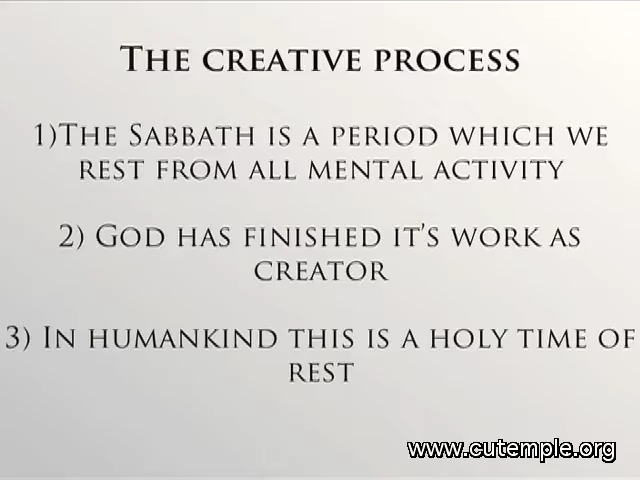 The creative process
1)The Sabbath is a period which we
rest from all mental activity
2) God has finished it's work as
creator
3) In humankind this is a holy time of
rest
www.cutemple.org